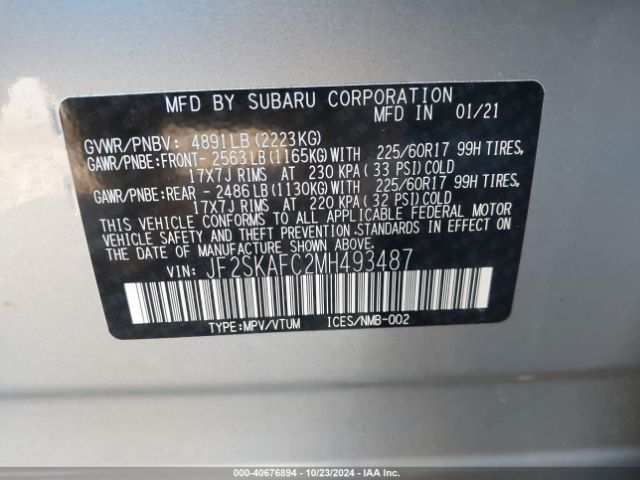 MFD BY SUBARU CORPORATION
MFD IN 01/21
GVWR/PNBV: 4891LB(2223KG)
GAWR/PNBE:FRONT- 2563LB(1165KG)WITH 225/60R17 99H TIRES,
17X7J RIMS AT 230 KPA(33 PSI)COLD
GAWR/PNBE:REAR - 2486LB(1130KG)WITH 225/60R17 99H TIRES,
17X7J RIMS AT 220 KPA(32 PSI)COLD
THIS VEHICLE CONFORMS TO ALL APPLICABLE FEDERAL MOTOR
VEHICLE SAFETY AND THEFT PREVENTION STANDARDS IN EFFECT ON
THE DATE OF MANUFACTURE SHOWN ABOVE.
VIN: JF2SKAFC2MH493487
TYPE:MPV/VTUM ICES/NMB-002
000-40676894 | 10/23/2024 | IAA Inc.